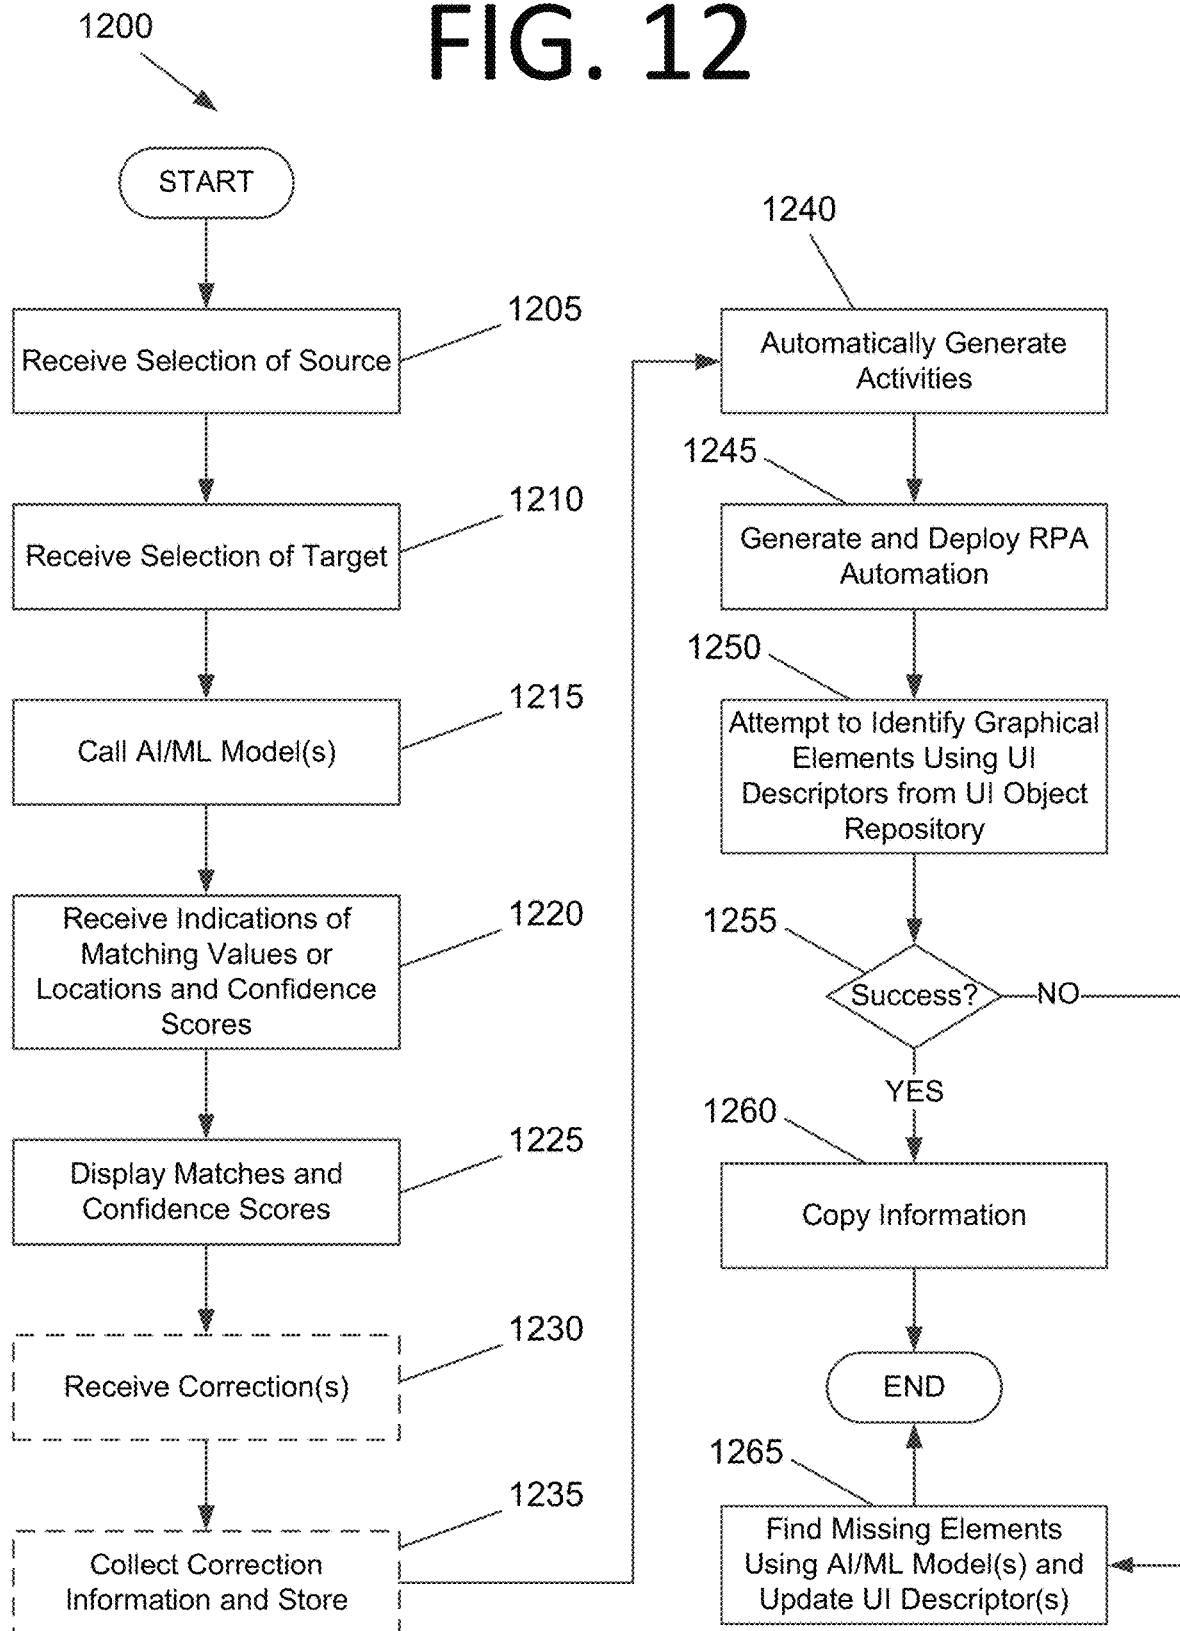 FIG. 12
1200
START
1205
Receive Selection of Source
1210
Receive Selection of Target
1215
Call AI/ML Model(s)
1220
Receive Indications of
Matching Values or
Locations and Confidence
Scores
1225
Display Matches and
Confidence Scores
1230
Receive Correction(s)
1235
Collect Correction
Information and Store
1240
Automatically Generate
Activities
1245
Generate and Deploy RPA
Automation
1250
Attempt to Identify Graphical
Elements Using UI
Descriptors from UI Object
Repository
1255
Success?
NO
YES
1260
Copy Information
END
1265
Find Missing Elements
Using AI/ML Model(s) and
Update UI Descriptor(s)